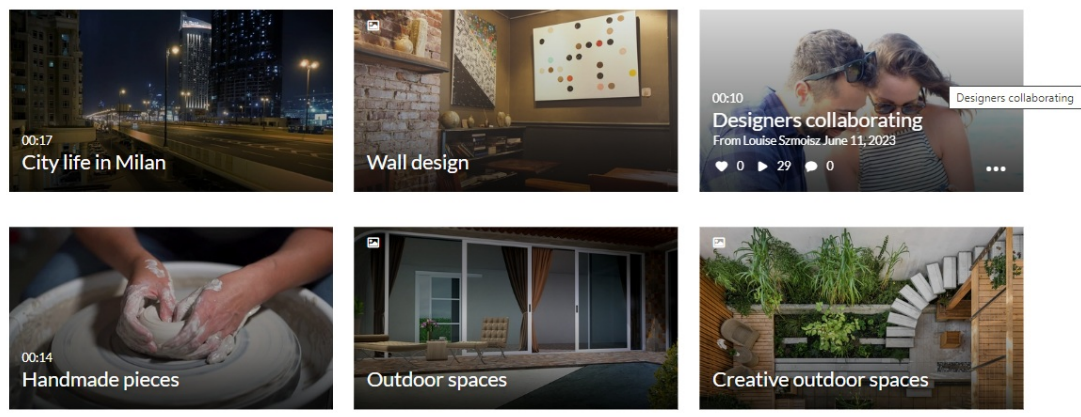 00:17
City life in Milan
Wall design
00:10
Designers collaborating
From Louise Szmoisz June 11, 2023
0 29 0
Designers collaborating
00:14
Handmade pieces
Outdoor spaces
Creative outdoor spaces